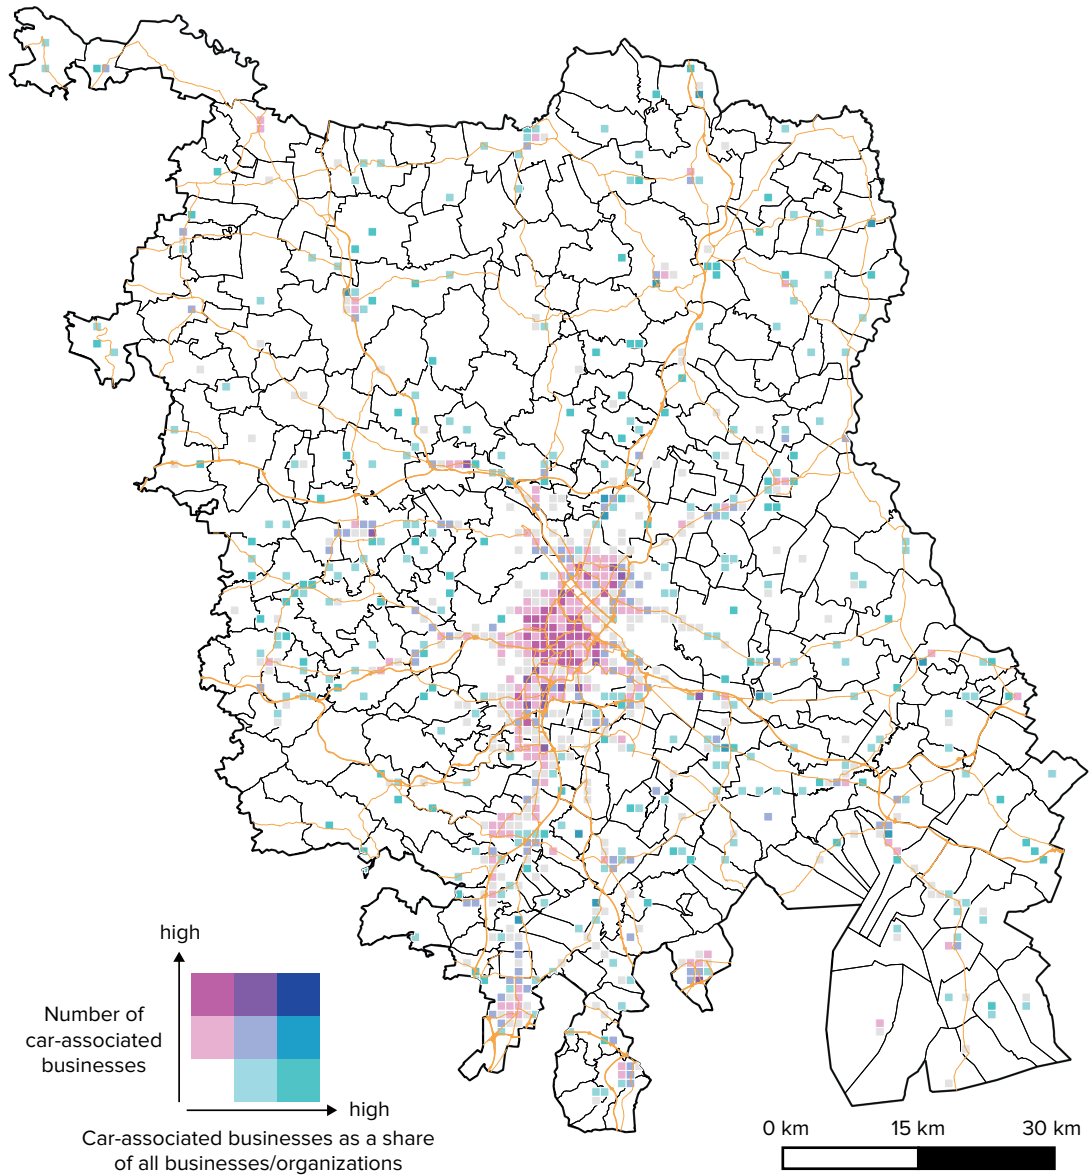 high
Number of
car-associated
businesses
high
Car-associated businesses as a share
of all businesses/organizations
0 km 15 km 30 km